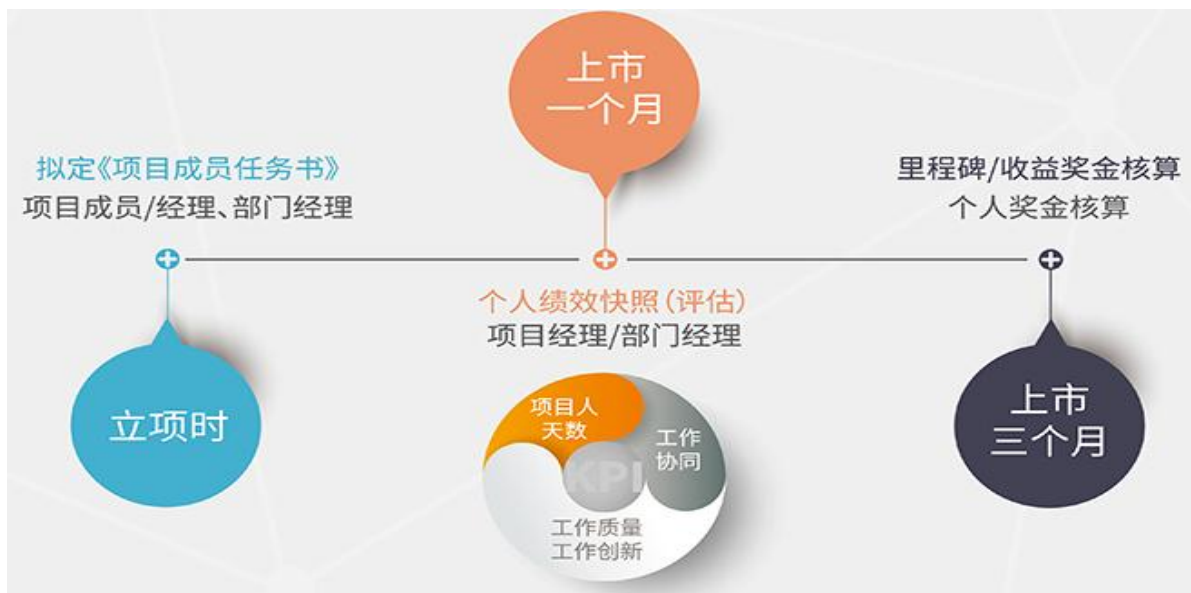 上市
一个月
拟定《项目成员任务书》
项目成员/经理、部门经理
里程碑/收益奖金核算
个人奖金核算
个人绩效快照(评估)
项目经理/部门经理
立项时
上市
三个月
项目人
天数
工作
协同
KPI
工作质量
工作创新